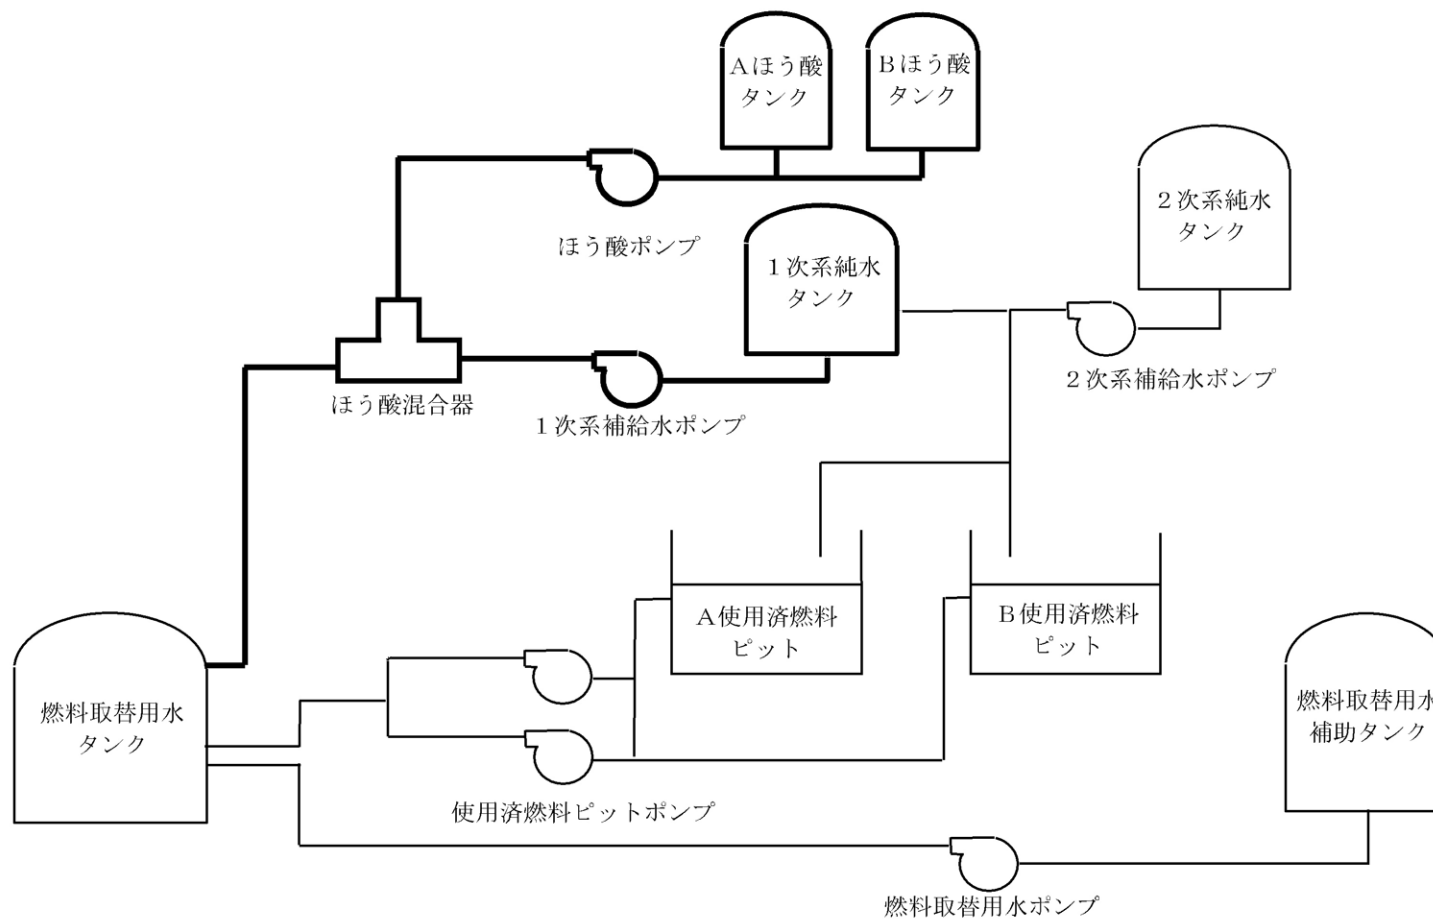 Ａほう酸
タンク
Ｂほう酸
タンク
２次系純水
タンク
ほう酸ポンプ
１次系純水
タンク
２次系補給水ポンプ
ほう酸混合器
１次系補給水ポンプ
Ａ使用済燃料
ピット
Ｂ使用済燃料
ピット
燃料取替用水
タンク
燃料取替用水
補助タンク
使用済燃料ピットポンプ
燃料取替用水ポンプ